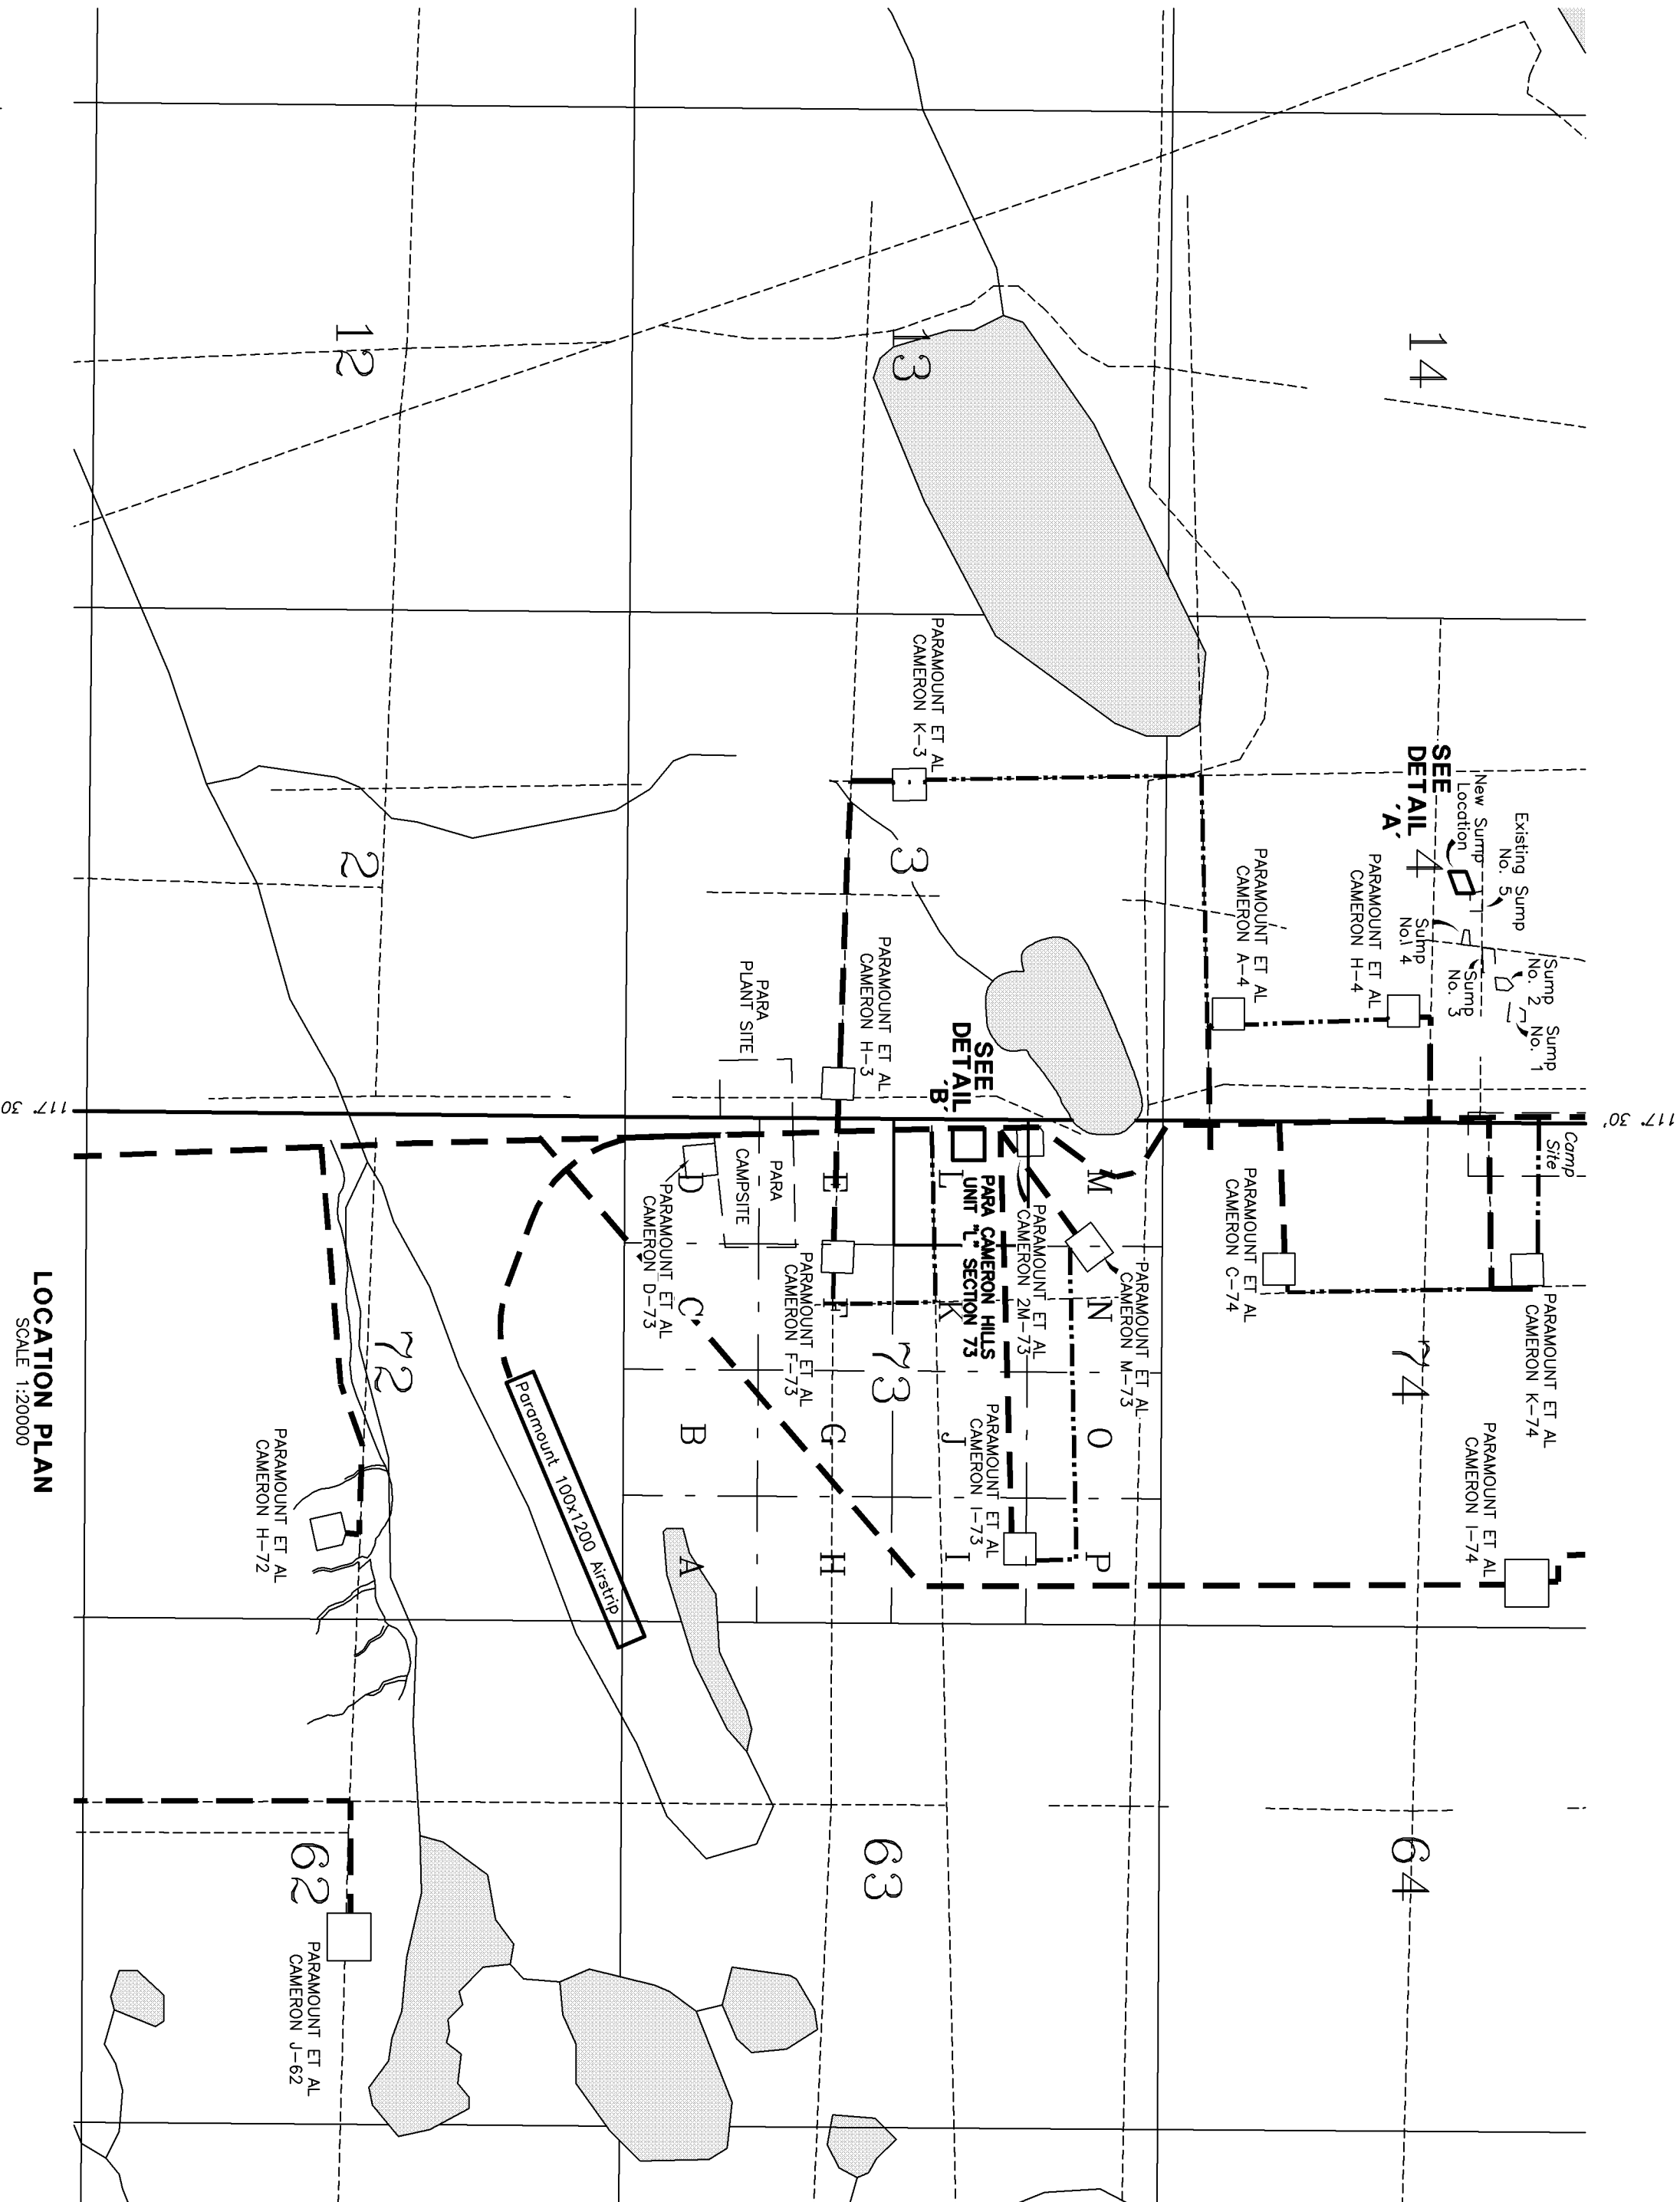 14
13
12
SEE
DETAIL
'A'
4
New Sump
Location
Existing Sump
No. 5
Sump
No. 4
Sump
No. 3
Sump
No. 2
Sump
No. 1
PARAMOUNT ET AL
CAMERON H-4
PARAMOUNT ET AL
CAMERON A-4
PARAMOUNT ET AL
CAMERON K-3
3
PARAMOUNT ET AL
CAMERON H-3
SEE
DETAIL
'B'
PARA
PLANT SITE
2
117° 30'
117° 30'
Camp
Site
PARAMOUNT ET AL
CAMERON K-74
PARAMOUNT ET AL
CAMERON C-74
74
PARAMOUNT ET AL
CAMERON I-74
M
N
O
P
PARAMOUNT ET AL
CAMERON M-73
PARAMOUNT ET AL
CAMERON 2M-73
PARA CAMERON HILLS
UNIT "L" SECTION 73
L
K
J
I
PARAMOUNT ET AL
CAMERON I-73
73
E
F
G
H
PARAMOUNT ET AL
CAMERON F-73
PARA
CAMPSITE
D
C
B
A
PARAMOUNT ET AL
CAMERON D-73
Paramount 100x1200 Airstrip
72
PARAMOUNT ET AL
CAMERON H-72
64
63
62
PARAMOUNT ET AL
CAMERON J-62
LOCATION PLAN
SCALE 1:20000